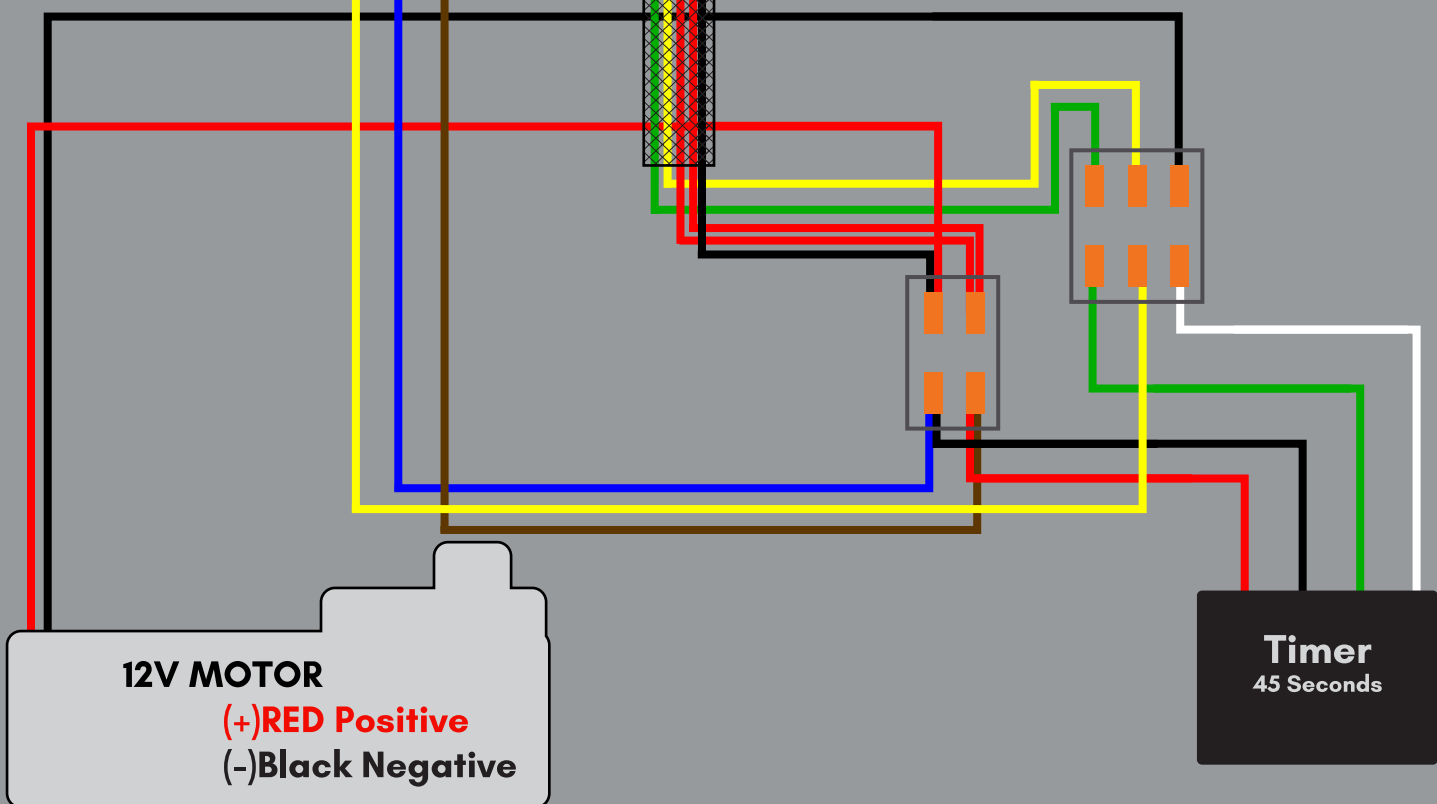 12V MOTOR
(+)RED Positive
(-)Black Negative
Timer
45 Seconds